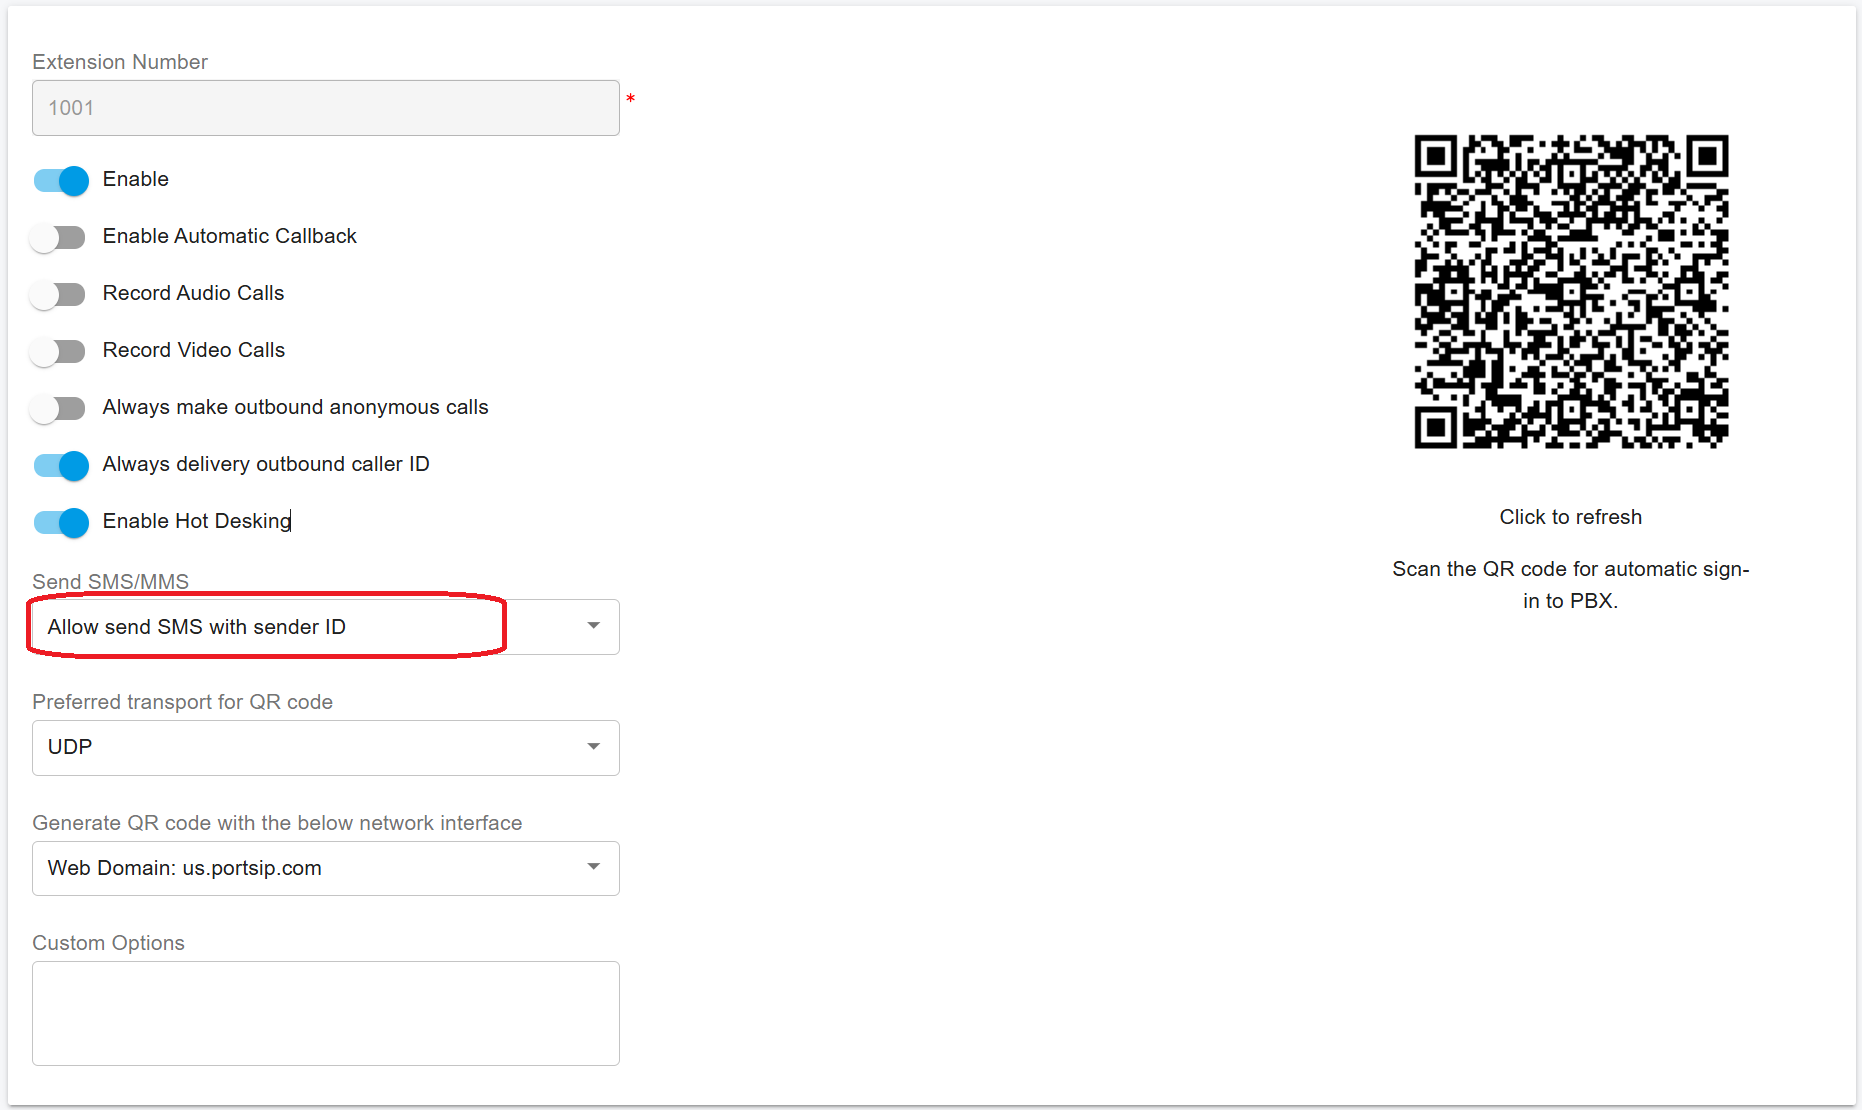 Extension Number
1001 *
Enable
Enable Automatic Callback
Record Audio Calls
Record Video Calls
Always make outbound anonymous calls
Always delivery outbound caller ID
Enable Hot Desking
Send SMS/MMS
Allow send SMS with sender ID
Preferred transport for QR code
UDP
Generate QR code with the below network interface
Web Domain: us.portsip.com
Custom Options
Click to refresh
Scan the QR code for automatic sign-
in to PBX.